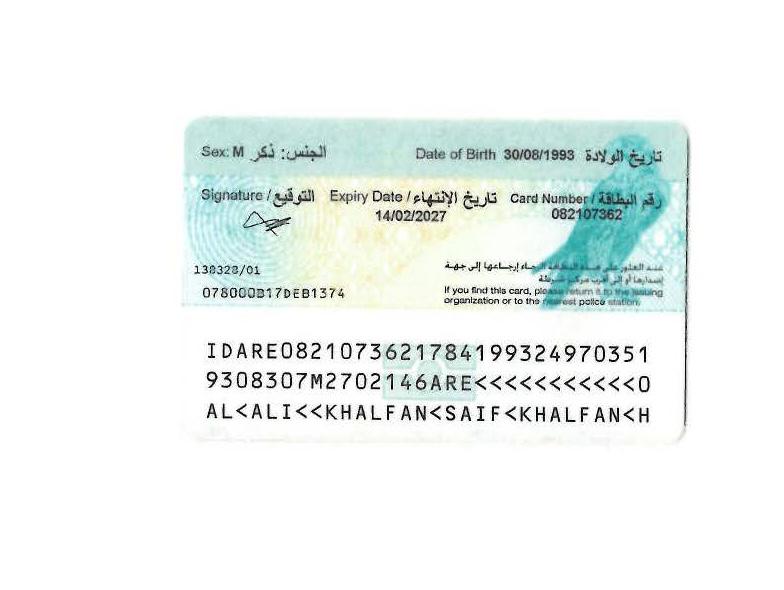 Sex: M الجنس: ذكر Date of Birth 30/08/1993 تاريخ الولادة
Signature / التوقيع Expiry Date / تاريخ الإنتهاء Card Number / رقم البطاقة
14/02/2027 082107362
138328/01 عند العثور على هذه البطاقة الرجاء إرجاعها إلى جهة
إصدارها أو إلى أقرب مركز شرطة
078000B17DEB1374 If you find this card, please return it to the issuing
organization or to the nearest police station.
IDARE0821073621784199324970351
9308307M2702146ARE<<<<<<<<<<<0
AL<ALI<<KHALFAN<SAIF<KHALFAN<H